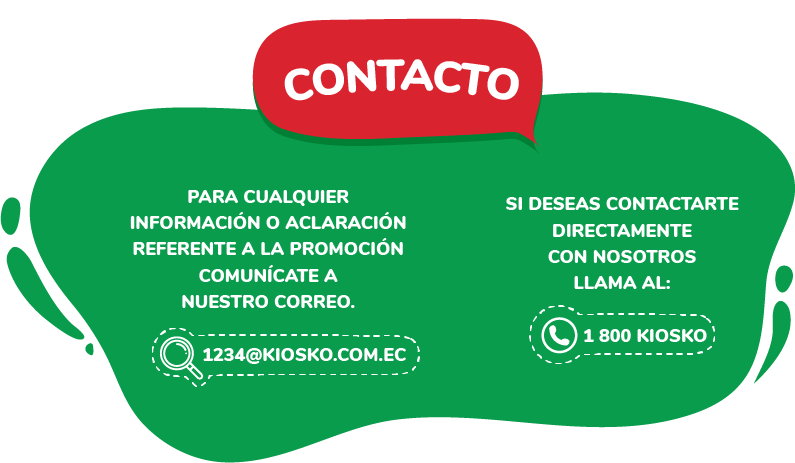 CONTACTO
PARA CUALQUIER
INFORMACIÓN O ACLARACIÓN
REFERENTE A LA PROMOCIÓN
COMUNÍCATE A
NUESTRO CORREO.
1234@KIOSKO.COM.EC
SI DESEAS CONTACTARTE
DIRECTAMENTE
CON NOSOTROS
LLAMA AL:
1 800 KIOSKO